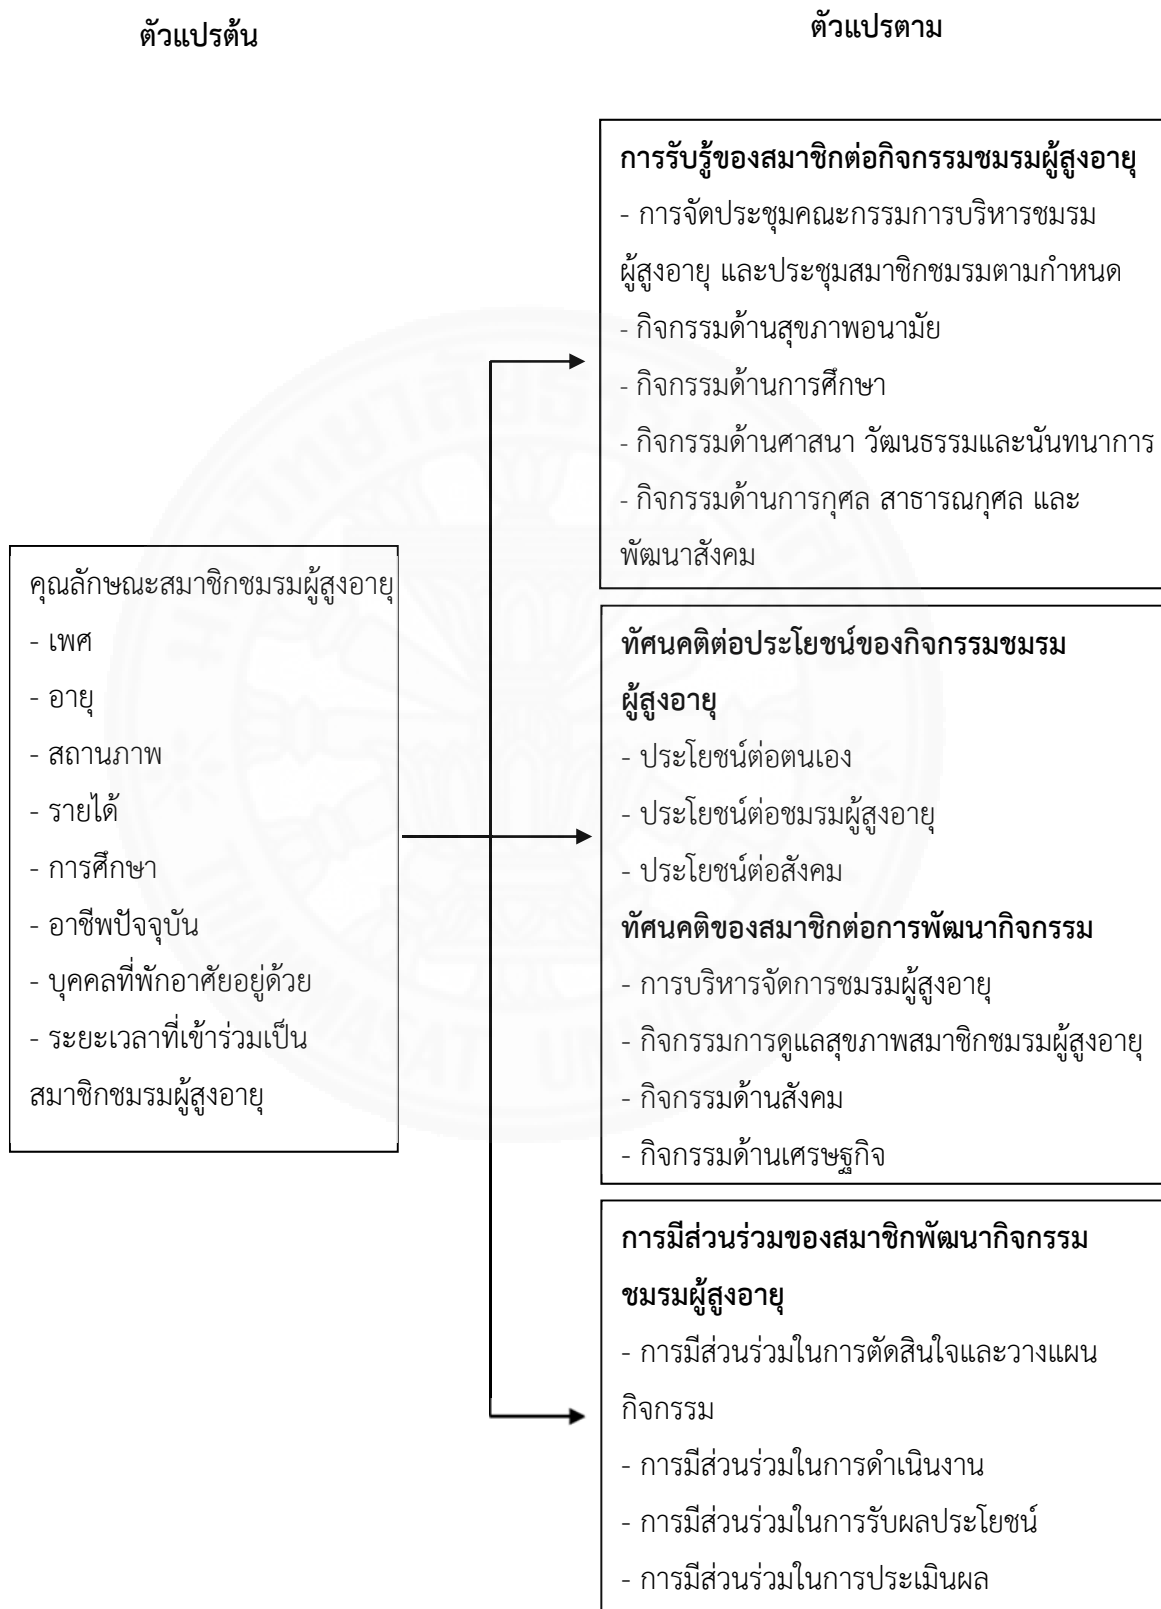 ตัวแปรต้น
ตัวแปรตาม
คุณลักษณะสมาชิกชมรมผู้สูงอายุ
- เพศ
- อายุ
- สถานภาพ
- รายได้
- การศึกษา
- อาชีพปัจจุบัน
- บุคคลที่พักอาศัยอยู่ด้วย
- ระยะเวลาที่เข้าร่วมเป็น
สมาชิกชมรมผู้สูงอายุ
การรับรู้ของสมาชิกต่อกิจกรรมชมรมผู้สูงอายุ
- การจัดประชุมคณะกรรมการบริหารชมรม
ผู้สูงอายุ และประชุมสมาชิกชมรมตามกำหนด
- กิจกรรมด้านสุขภาพอนามัย
- กิจกรรมด้านการศึกษา
- กิจกรรมด้านศาสนา วัฒนธรรมและนันทนาการ
- กิจกรรมด้านการกุศล สาธารณกุศล และ
พัฒนาสังคม
ทัศนคติต่อประโยชน์ของกิจกรรมชมรม
ผู้สูงอายุ
- ประโยชน์ต่อตนเอง
- ประโยชน์ต่อชมรมผู้สูงอายุ
- ประโยชน์ต่อสังคม
ทัศนคติของสมาชิกต่อการพัฒนากิจกรรม
- การบริหารจัดการชมรมผู้สูงอายุ
- กิจกรรมการดูแลสุขภาพสมาชิกชมรมผู้สูงอายุ
- กิจกรรมด้านสังคม
- กิจกรรมด้านเศรษฐกิจ
การมีส่วนร่วมของสมาชิกพัฒนากิจกรรม
ชมรมผู้สูงอายุ
- การมีส่วนร่วมในการตัดสินใจและวางแผน
กิจกรรม
- การมีส่วนร่วมในการดำเนินงาน
- การมีส่วนร่วมในการรับผลประโยชน์
- การมีส่วนร่วมในการประเมินผล
มหาวิทยาลัยธรรมศาสตร์
THAMMASAT UNIVERSITY